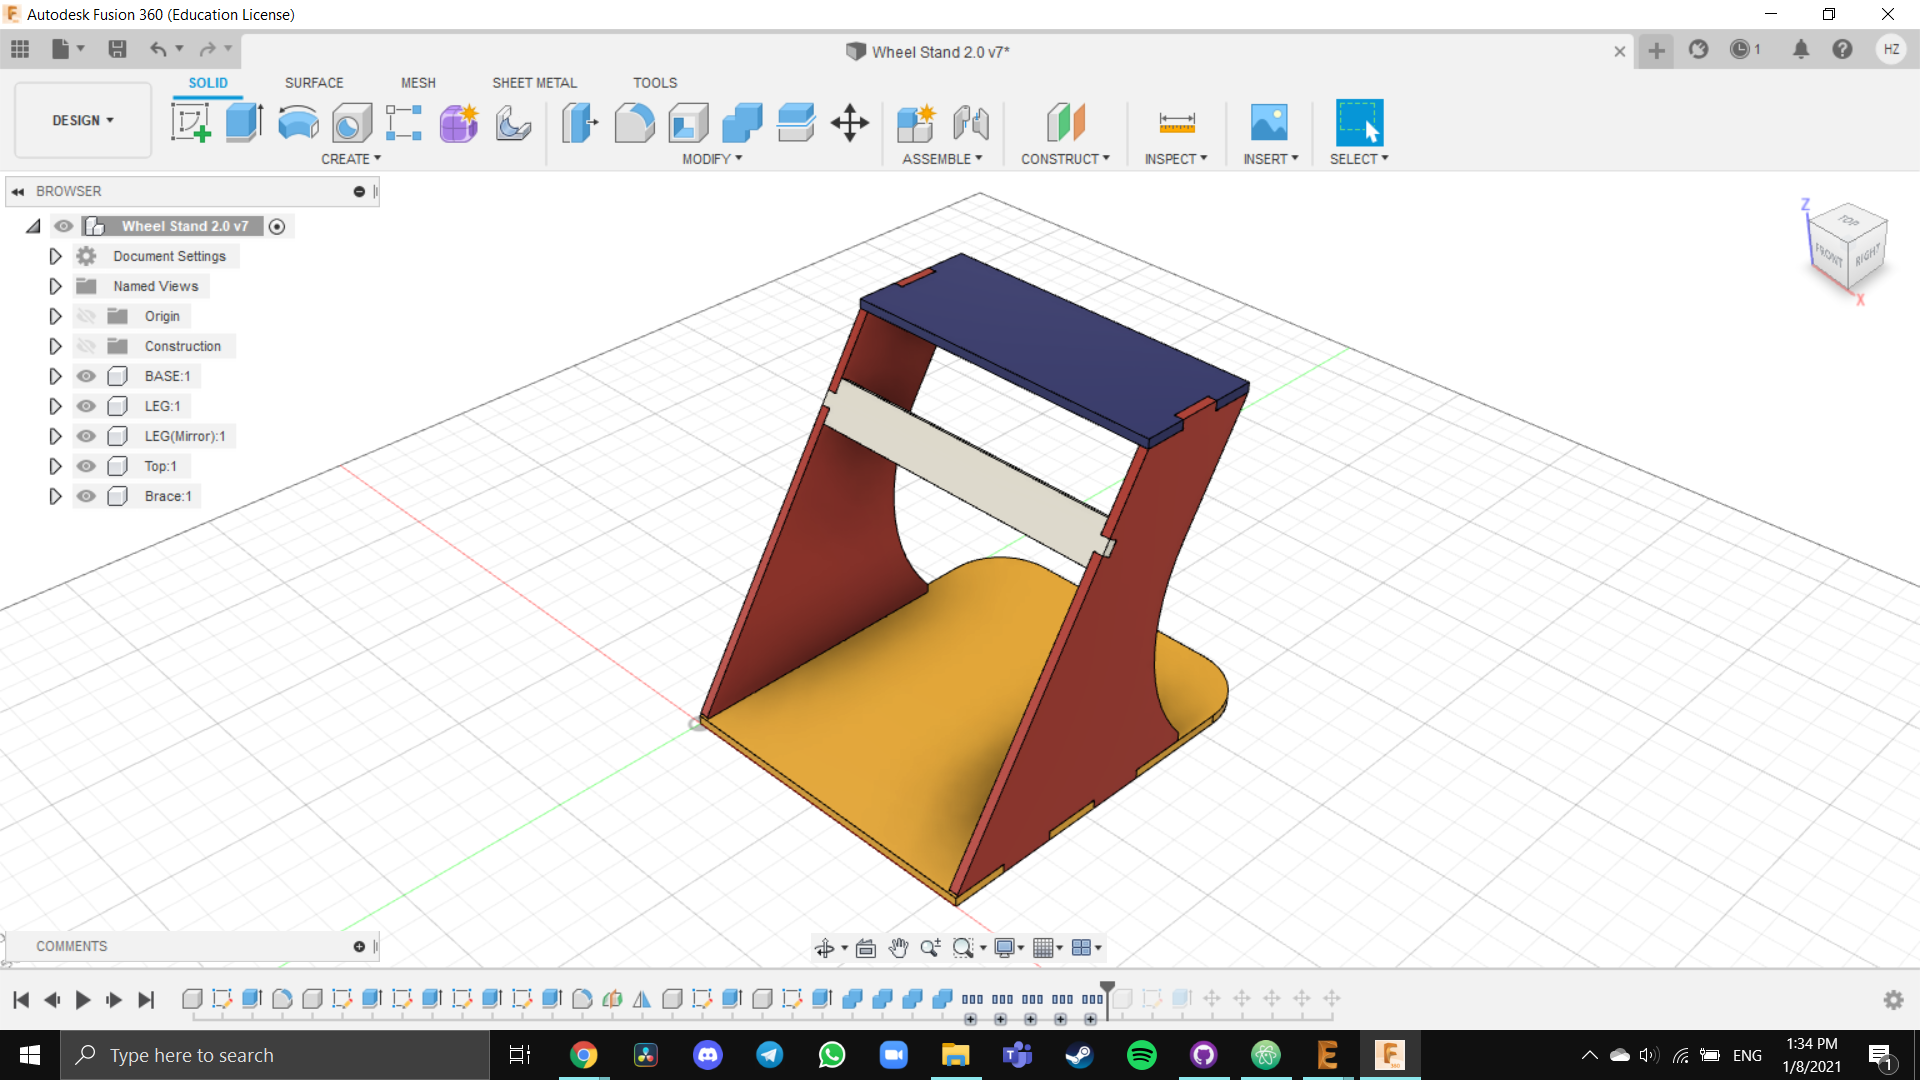 Autodesk Fusion 360 (Education License)
Wheel Stand 2.0 v7*
1
HZ
DESIGN
SOLID
SURFACE
MESH
SHEET METAL
TOOLS
CREATE
MODIFY
ASSEMBLE
CONSTRUCT
INSPECT
INSERT
SELECT
BROWSER
Wheel Stand 2.0 v7
Document Settings
Named Views
Origin
Construction
BASE:1
LEG:1
LEG(Mirror):1
Top:1
Brace:1
Z
TOP
FRONT
RIGHT
X
COMMENTS
Type here to search
ENG
1:34 PM
1/8/2021
1